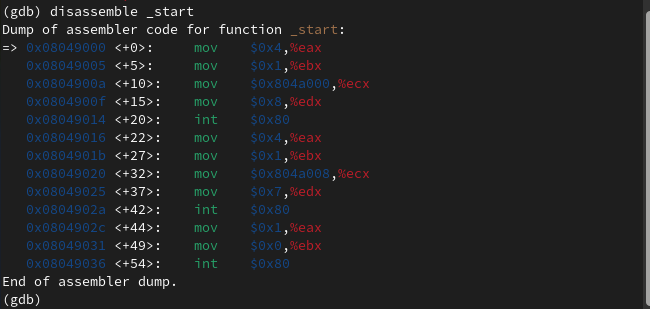 (gdb) disassemble _start
Dump of assembler code for function _start:
=> 0x08049000 <+0>:     mov    $0x4,%eax
   0x08049005 <+5>:     mov    $0x1,%ebx
   0x0804900a <+10>:    mov    $0x804a000,%ecx
   0x0804900f <+15>:    mov    $0x8,%edx
   0x08049014 <+20>:    int    $0x80
   0x08049016 <+22>:    mov    $0x4,%eax
   0x0804901b <+27>:    mov    $0x1,%ebx
   0x08049020 <+32>:    mov    $0x804a008,%ecx
   0x08049025 <+37>:    mov    $0x7,%edx
   0x0804902a <+42>:    int    $0x80
   0x0804902c <+44>:    mov    $0x1,%eax
   0x08049031 <+49>:    mov    $0x0,%ebx
   0x08049036 <+54>:    int    $0x80
End of assembler dump.
(gdb)